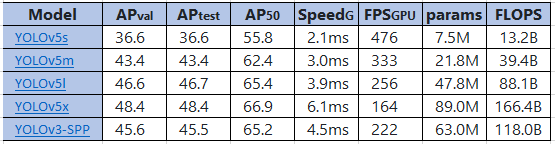 Model APval APtest AP50 SpeedG FPSGPU params FLOPS
YOLOv5s 36.6 36.6 55.8 2.1ms 476 7.5M 13.2B
YOLOv5m 43.4 43.4 62.4 3.0ms 333 21.8M 39.4B
YOLOv5l 46.6 46.7 65.4 3.9ms 256 47.8M 88.1B
YOLOv5x 48.4 48.4 66.9 6.1ms 164 89.0M 166.4B
YOLOv3-SPP 45.6 45.5 65.2 4.5ms 222 63.0M 118.0B